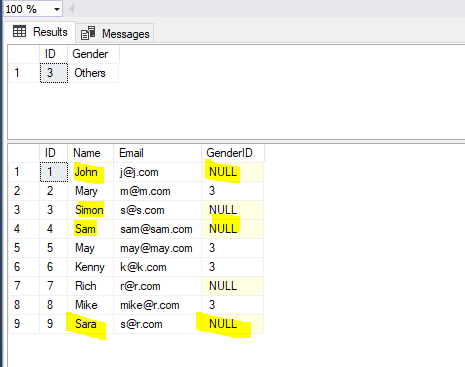 100 %
Results Messages
ID Gender
1 3 Others
ID Name Email GenderID
1 1 John j@j.com NULL
2 2 Mary m@m.com 3
3 3 Simon s@s.com NULL
4 4 Sam sam@sam.com NULL
5 5 May may@may.com 3
6 6 Kenny k@k.com 3
7 7 Rich r@r.com NULL
8 8 Mike mike@r.com 3
9 9 Sara s@r.com NULL